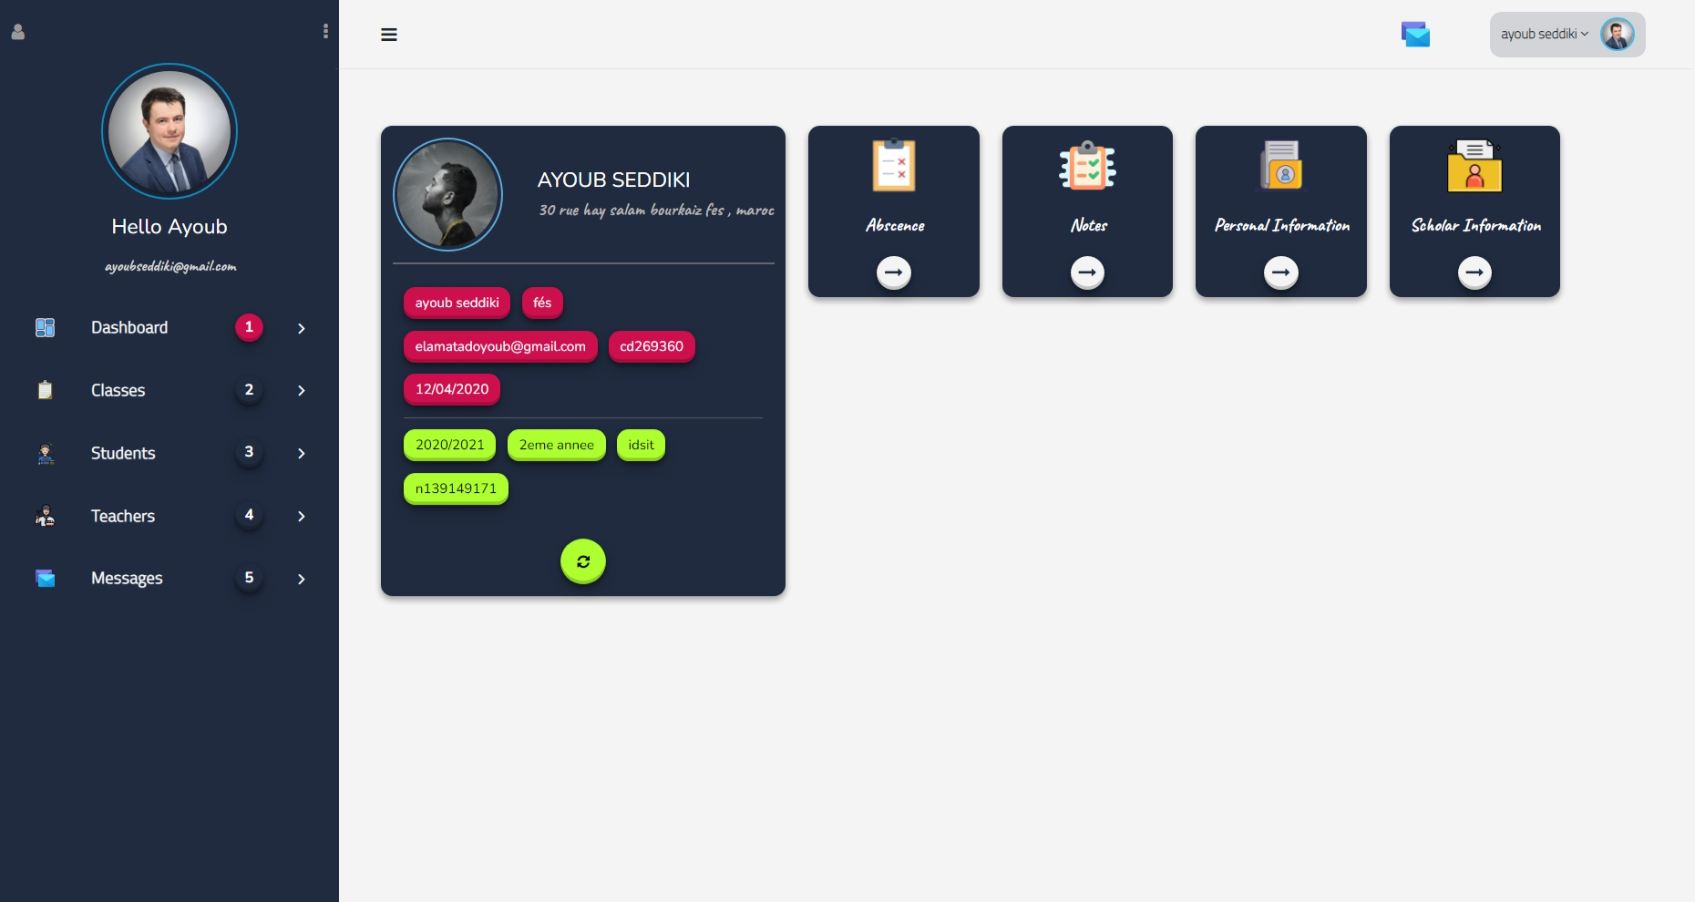 ayoub seddiki
Hello Ayoub
ayoubseddiki@gmail.com
Dashboard 1
Classes 2
Students 3
Teachers 4
Messages 5
AYOUB SEDDIKI
30 rue hay salam bourkaiz fes , maroc
ayoub seddiki fés
elamatadoyoub@gmail.com cd269360
12/04/2020
2020/2021 2eme annee idsit
n139149171
Abscence
Notes
Personal Information
Scholar Information